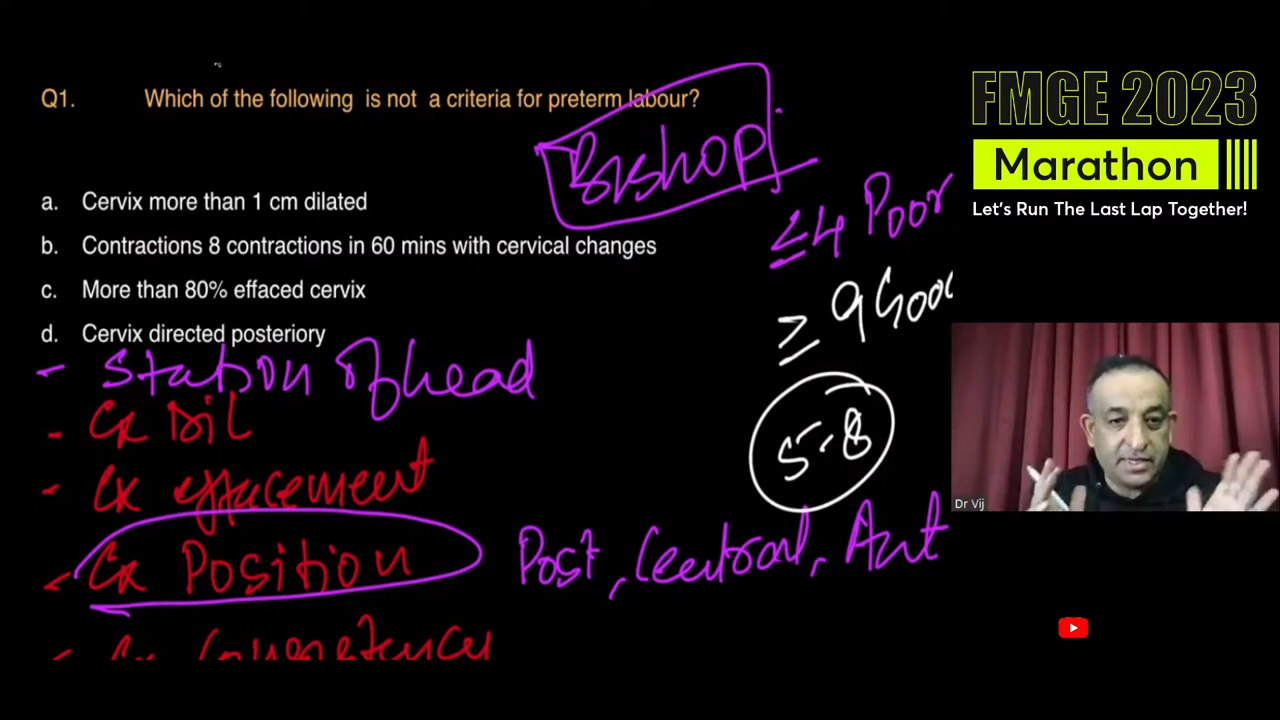 FMGE 2023
Marathon
Let's Run The Last Lap Together!
Q1. Which of the following is not a criteria for preterm labour?
Bishop
≤4 Poor
a. Cervix more than 1 cm dilated
b. Contractions 8 contractions in 60 mins with cervical changes
c. More than 80% effaced cervix
≥9 Good
d. Cervix directed posteriory
- Station of head
- Cx Dil
5-8
- Cx effacement
Dr Vij
- Cx Position
Post, Central, Ant